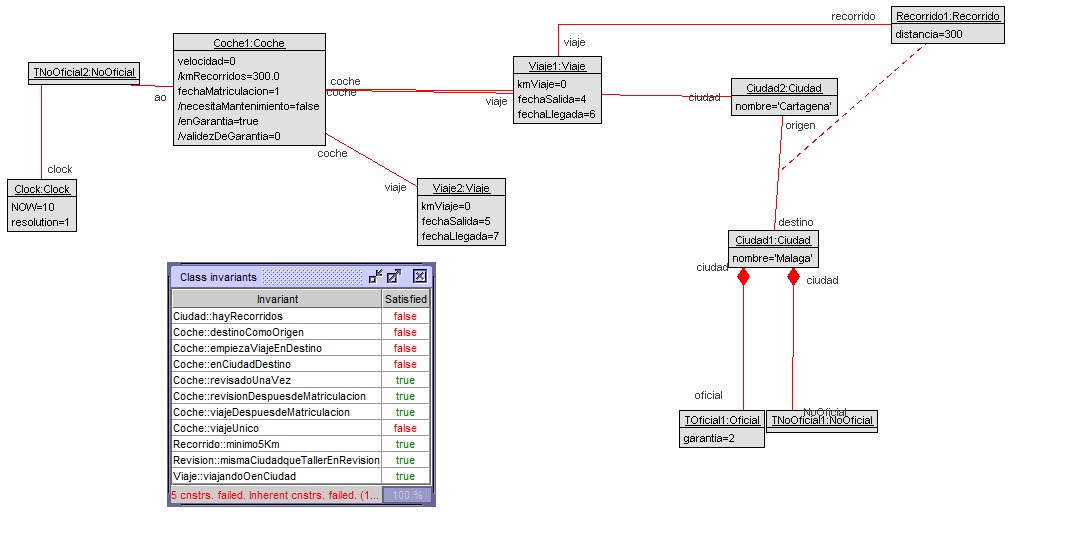 recorrido
Recorrido1:Recorrido
distancia=300
viaje
Coche1:Coche
velocidad=0
/kmRecorridos=300.0
fechaMatriculacion=1
/necesitaMantenimiento=false
/enGarantia=true
/validezDeGarantia=0
TNoOficial2:NoOficial
ao
coche
coche
viaje
Viaje1:Viaje
kmViaje=0
fechaSalida=4
fechaLlegada=6
ciudad
Ciudad2:Ciudad
nombre='Cartagena'
origen
coche
clock
viaje
Clock:Clock
NOW=10
resolution=1
Viaje2:Viaje
kmViaje=0
fechaSalida=5
fechaLlegada=7
destino
Ciudad1:Ciudad
nombre='Malaga'
ciudad
ciudad
Class invariants
Invariant Satisfied
Ciudad::hayRecorridos false
Coche::destinoComoOrigen false
Coche::empiezaViajeEnDestino false
Coche::enCiudadDestino false
Coche::revisadoUnaVez true
Coche::revisionDespuesdeMatriculacion true
Coche::viajeDespuesdeMatriculacion true
Coche::viajeUnico false
Recorrido::minimo5Km true
Revision::mismaCiudadqueTallerEnRevision true
Viaje::viajandoOenCiudad true
5 cnstrs. failed. Inherent cnstrs. failed. (1... 100 %
oficial
NoOficial
TOficial1:Oficial
garantia=2
TNoOficial1:NoOficial